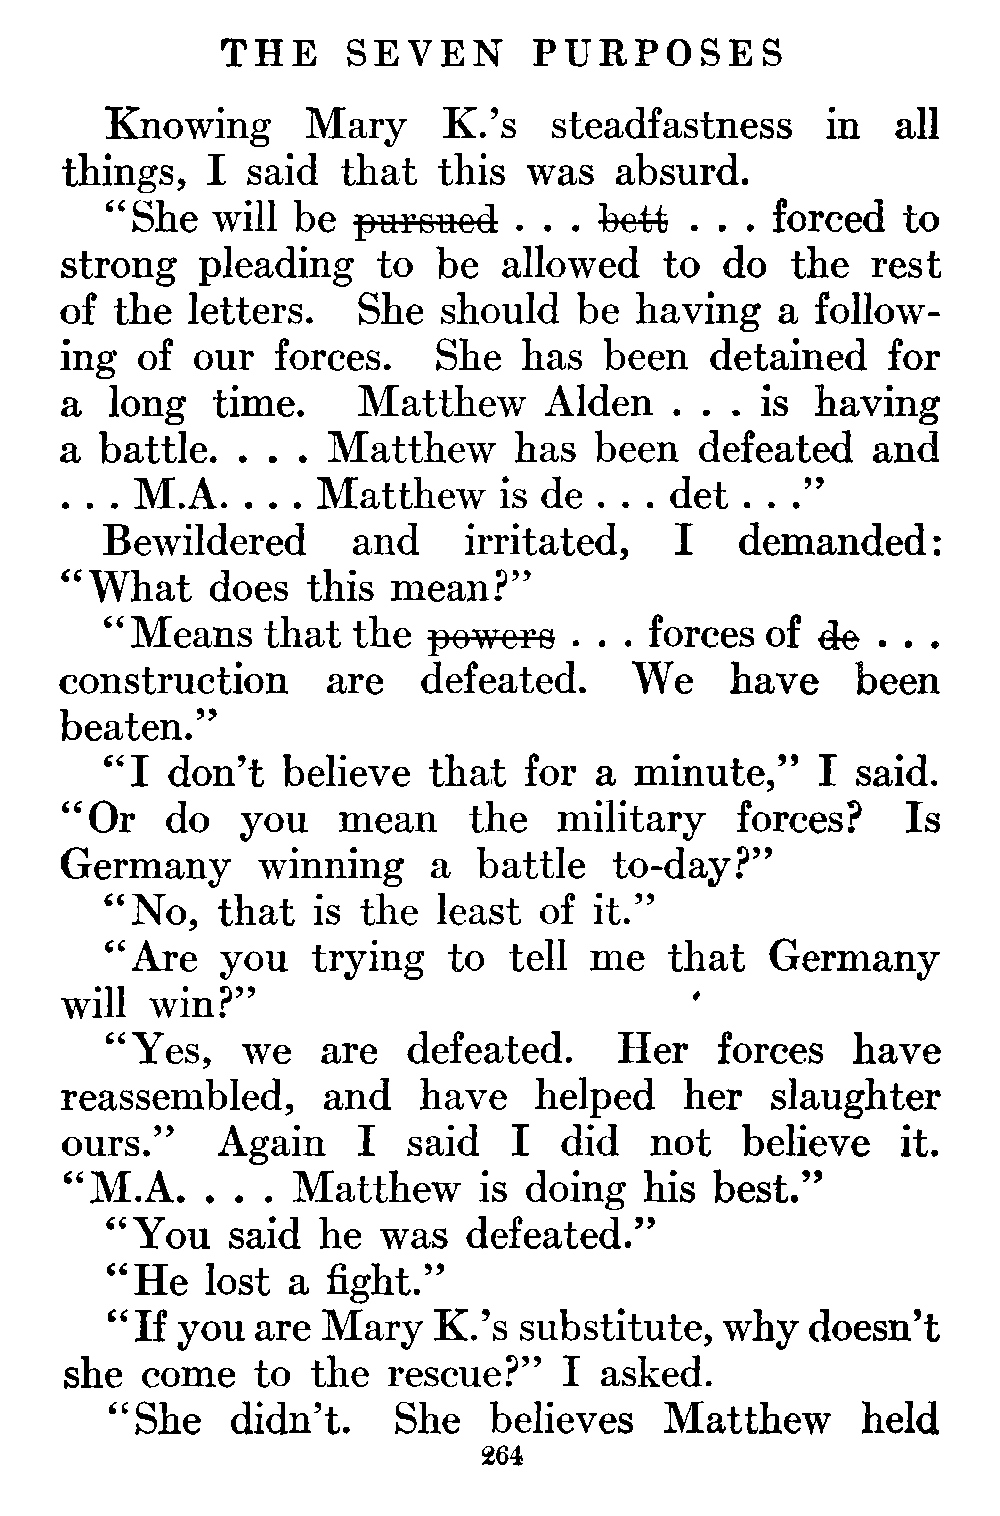 THE SEVEN PURPOSES
Knowing Mary K.'s steadfastness in all
things, I said that this was absurd.
“She will be pursued . . . bett . . . forced to
strong pleading to be allowed to do the rest
of the letters. She should be having a follow-
ing of our forces. She has been detained for
a long time. Matthew Alden . . . is having
a battle. . . . Matthew has been defeated and
. . . M.A. . . . Matthew is de . . . det . . .”
Bewildered and irritated, I demanded:
“What does this mean?”
“Means that the powers . . . forces of de . . .
construction are defeated. We have been
beaten.”
“I don't believe that for a minute,” I said.
“Or do you mean the military forces? Is
Germany winning a battle to-day?”
“No, that is the least of it.”
“Are you trying to tell me that Germany
will win?”
“Yes, we are defeated. Her forces have
reassembled, and have helped her slaughter
ours.” Again I said I did not believe it.
“M.A. . . . Matthew is doing his best.”
“You said he was defeated.”
“He lost a fight.”
“If you are Mary K.'s substitute, why doesn't
she come to the rescue?” I asked.
“She didn't. She believes Matthew held
264